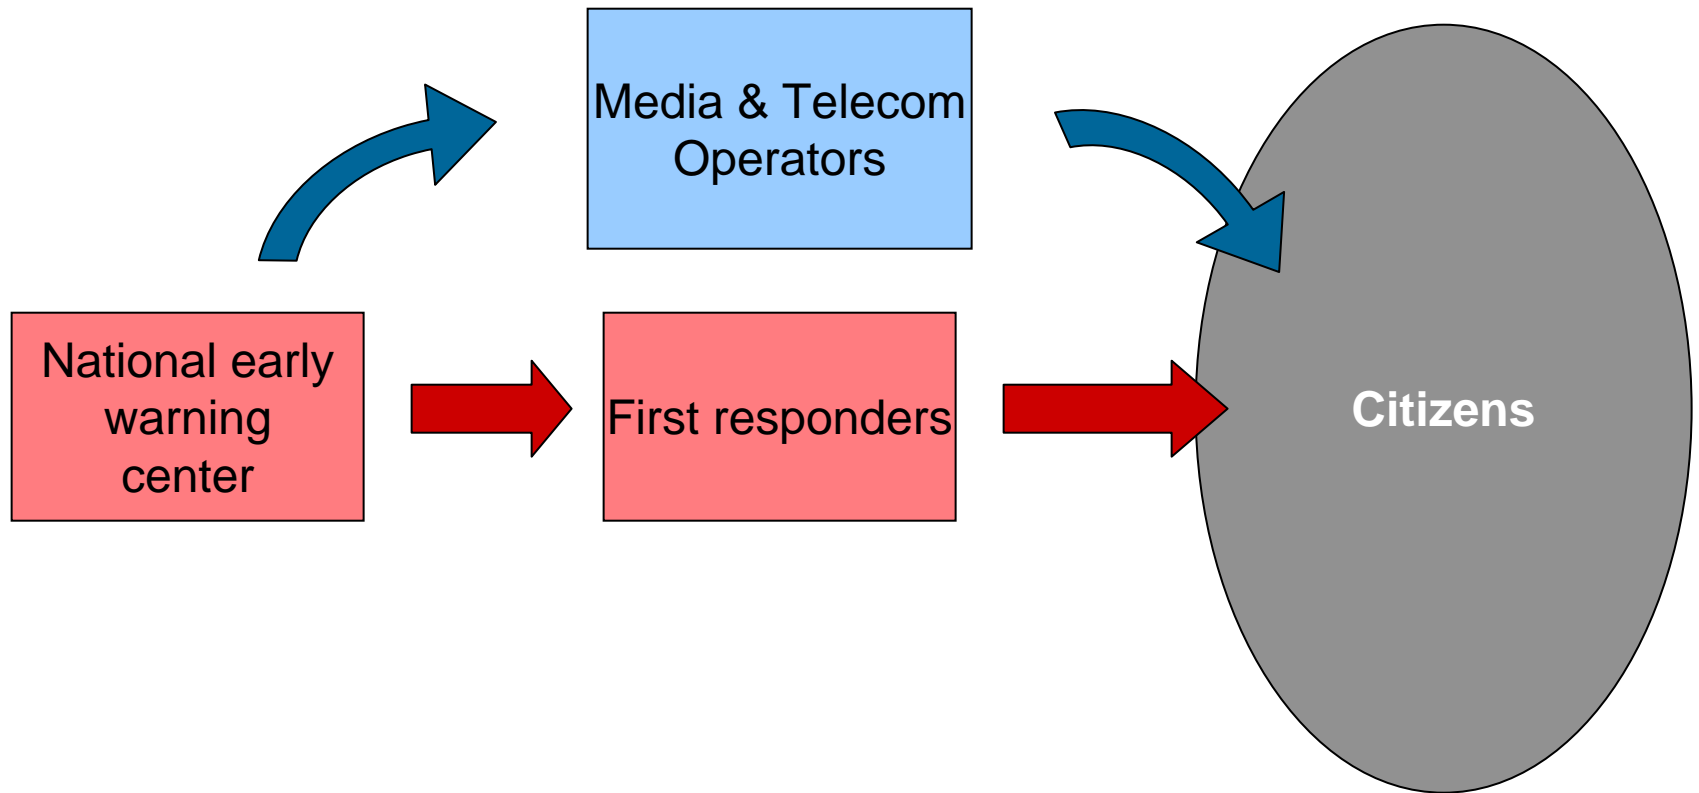 Media & Telecom
Operators
National early
warning
center
First responders
Citizens